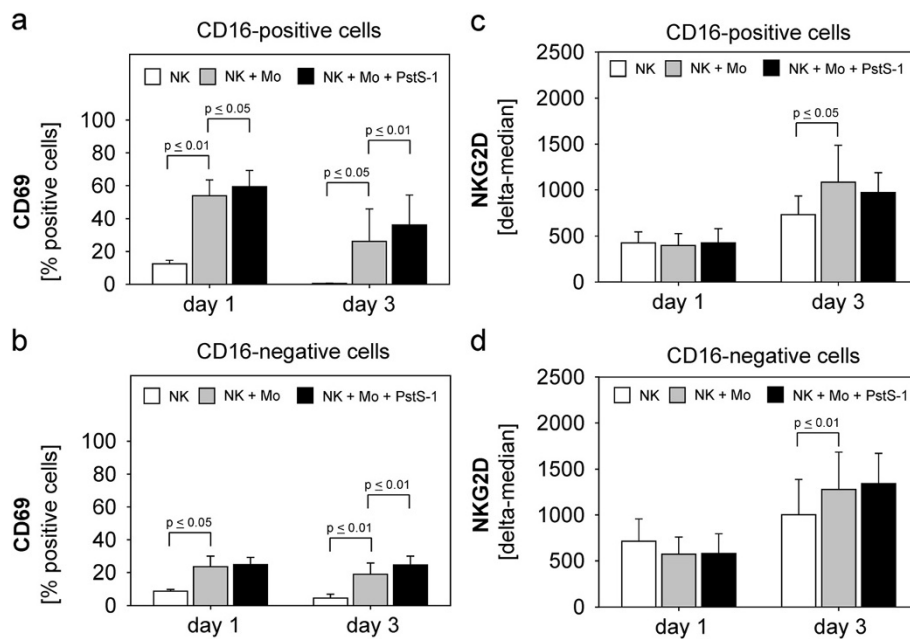 a
CD16-positive cells
NK
NK + Mo
NK + Mo + PstS-1
CD69
[% positive cells]
100
80
60
40
20
0
p ≤ 0.01
p ≤ 0.05
p ≤ 0.05
p ≤ 0.01
day 1
day 3
b
CD16-negative cells
NK
NK + Mo
NK + Mo + PstS-1
CD69
[% positive cells]
100
80
60
40
20
0
p ≤ 0.05
p ≤ 0.01
p ≤ 0.01
day 1
day 3
c
CD16-positive cells
NK
NK + Mo
NK + Mo + PstS-1
NKG2D
[delta-median]
2500
2000
1500
1000
500
0
p ≤ 0.05
day 1
day 3
d
CD16-negative cells
NK
NK + Mo
NK + Mo + PstS-1
NKG2D
[delta-median]
2500
2000
1500
1000
500
0
p ≤ 0.01
day 1
day 3